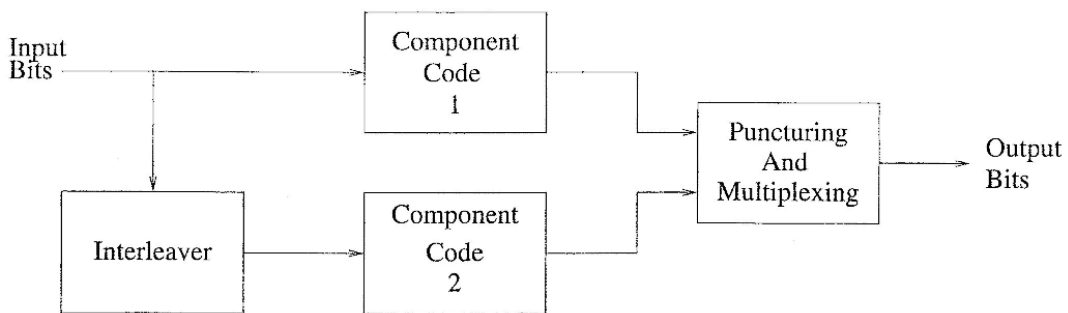 Input
Bits
Component
Code
1
Interleaver
Component
Code
2
Puncturing
And
Multiplexing
Output
Bits